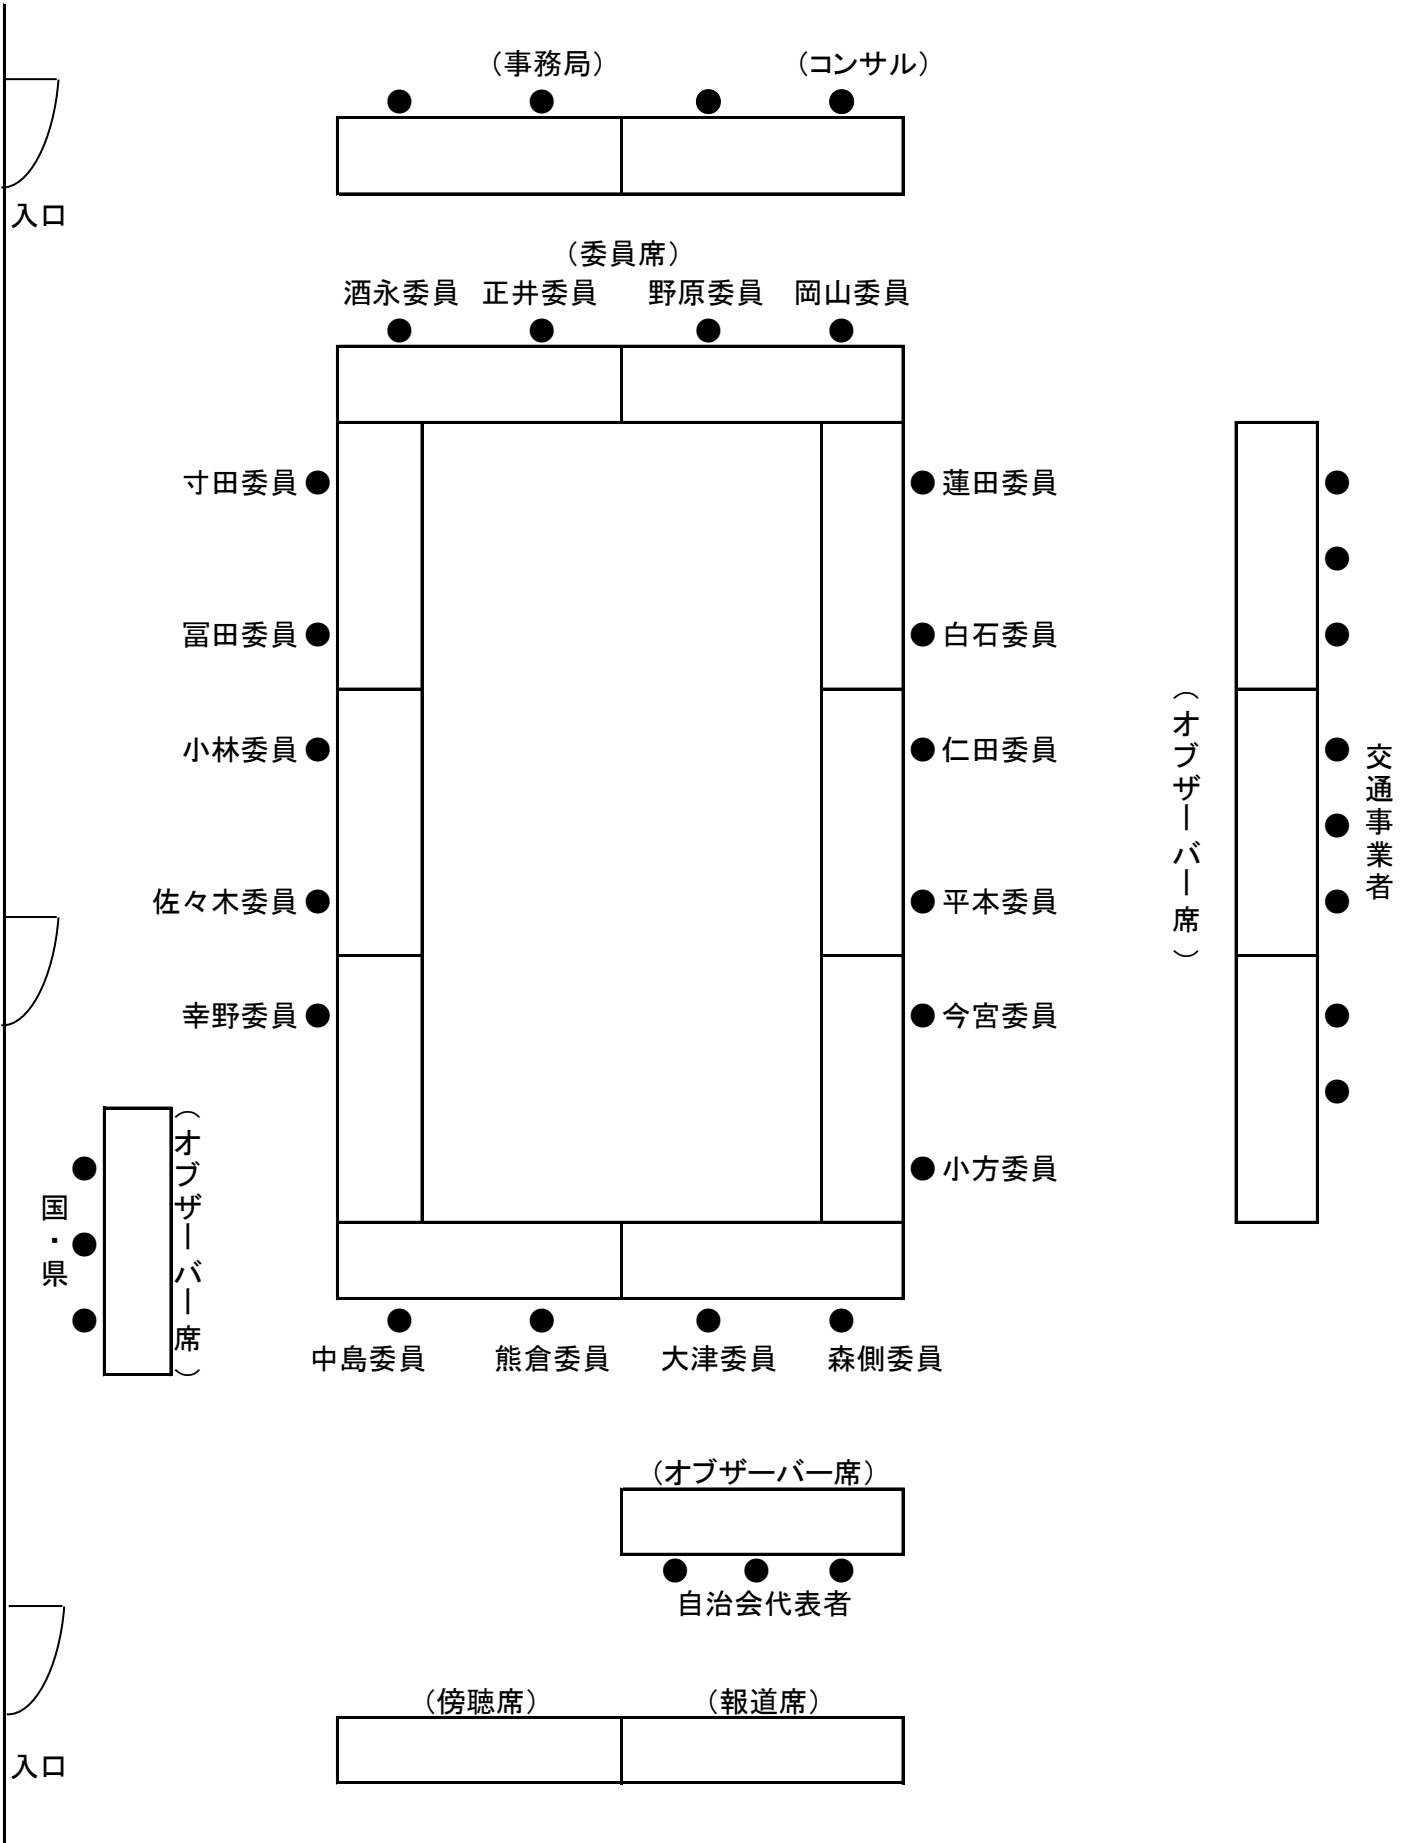 （事務局）
（コンサル）
入口
（委員席）
酒永委員 正井委員 野原委員 岡山委員
寸田委員
蓮田委員
冨田委員
白石委員
小林委員
仁田委員
佐々木委員
平本委員
幸野委員
今宮委員
小方委員
（オブザーバー席）
交通事業者
国・県
（オブザーバー席）
中島委員 熊倉委員 大津委員 森側委員
（オブザーバー席）
自治会代表者
（傍聴席）
（報道席）
入口